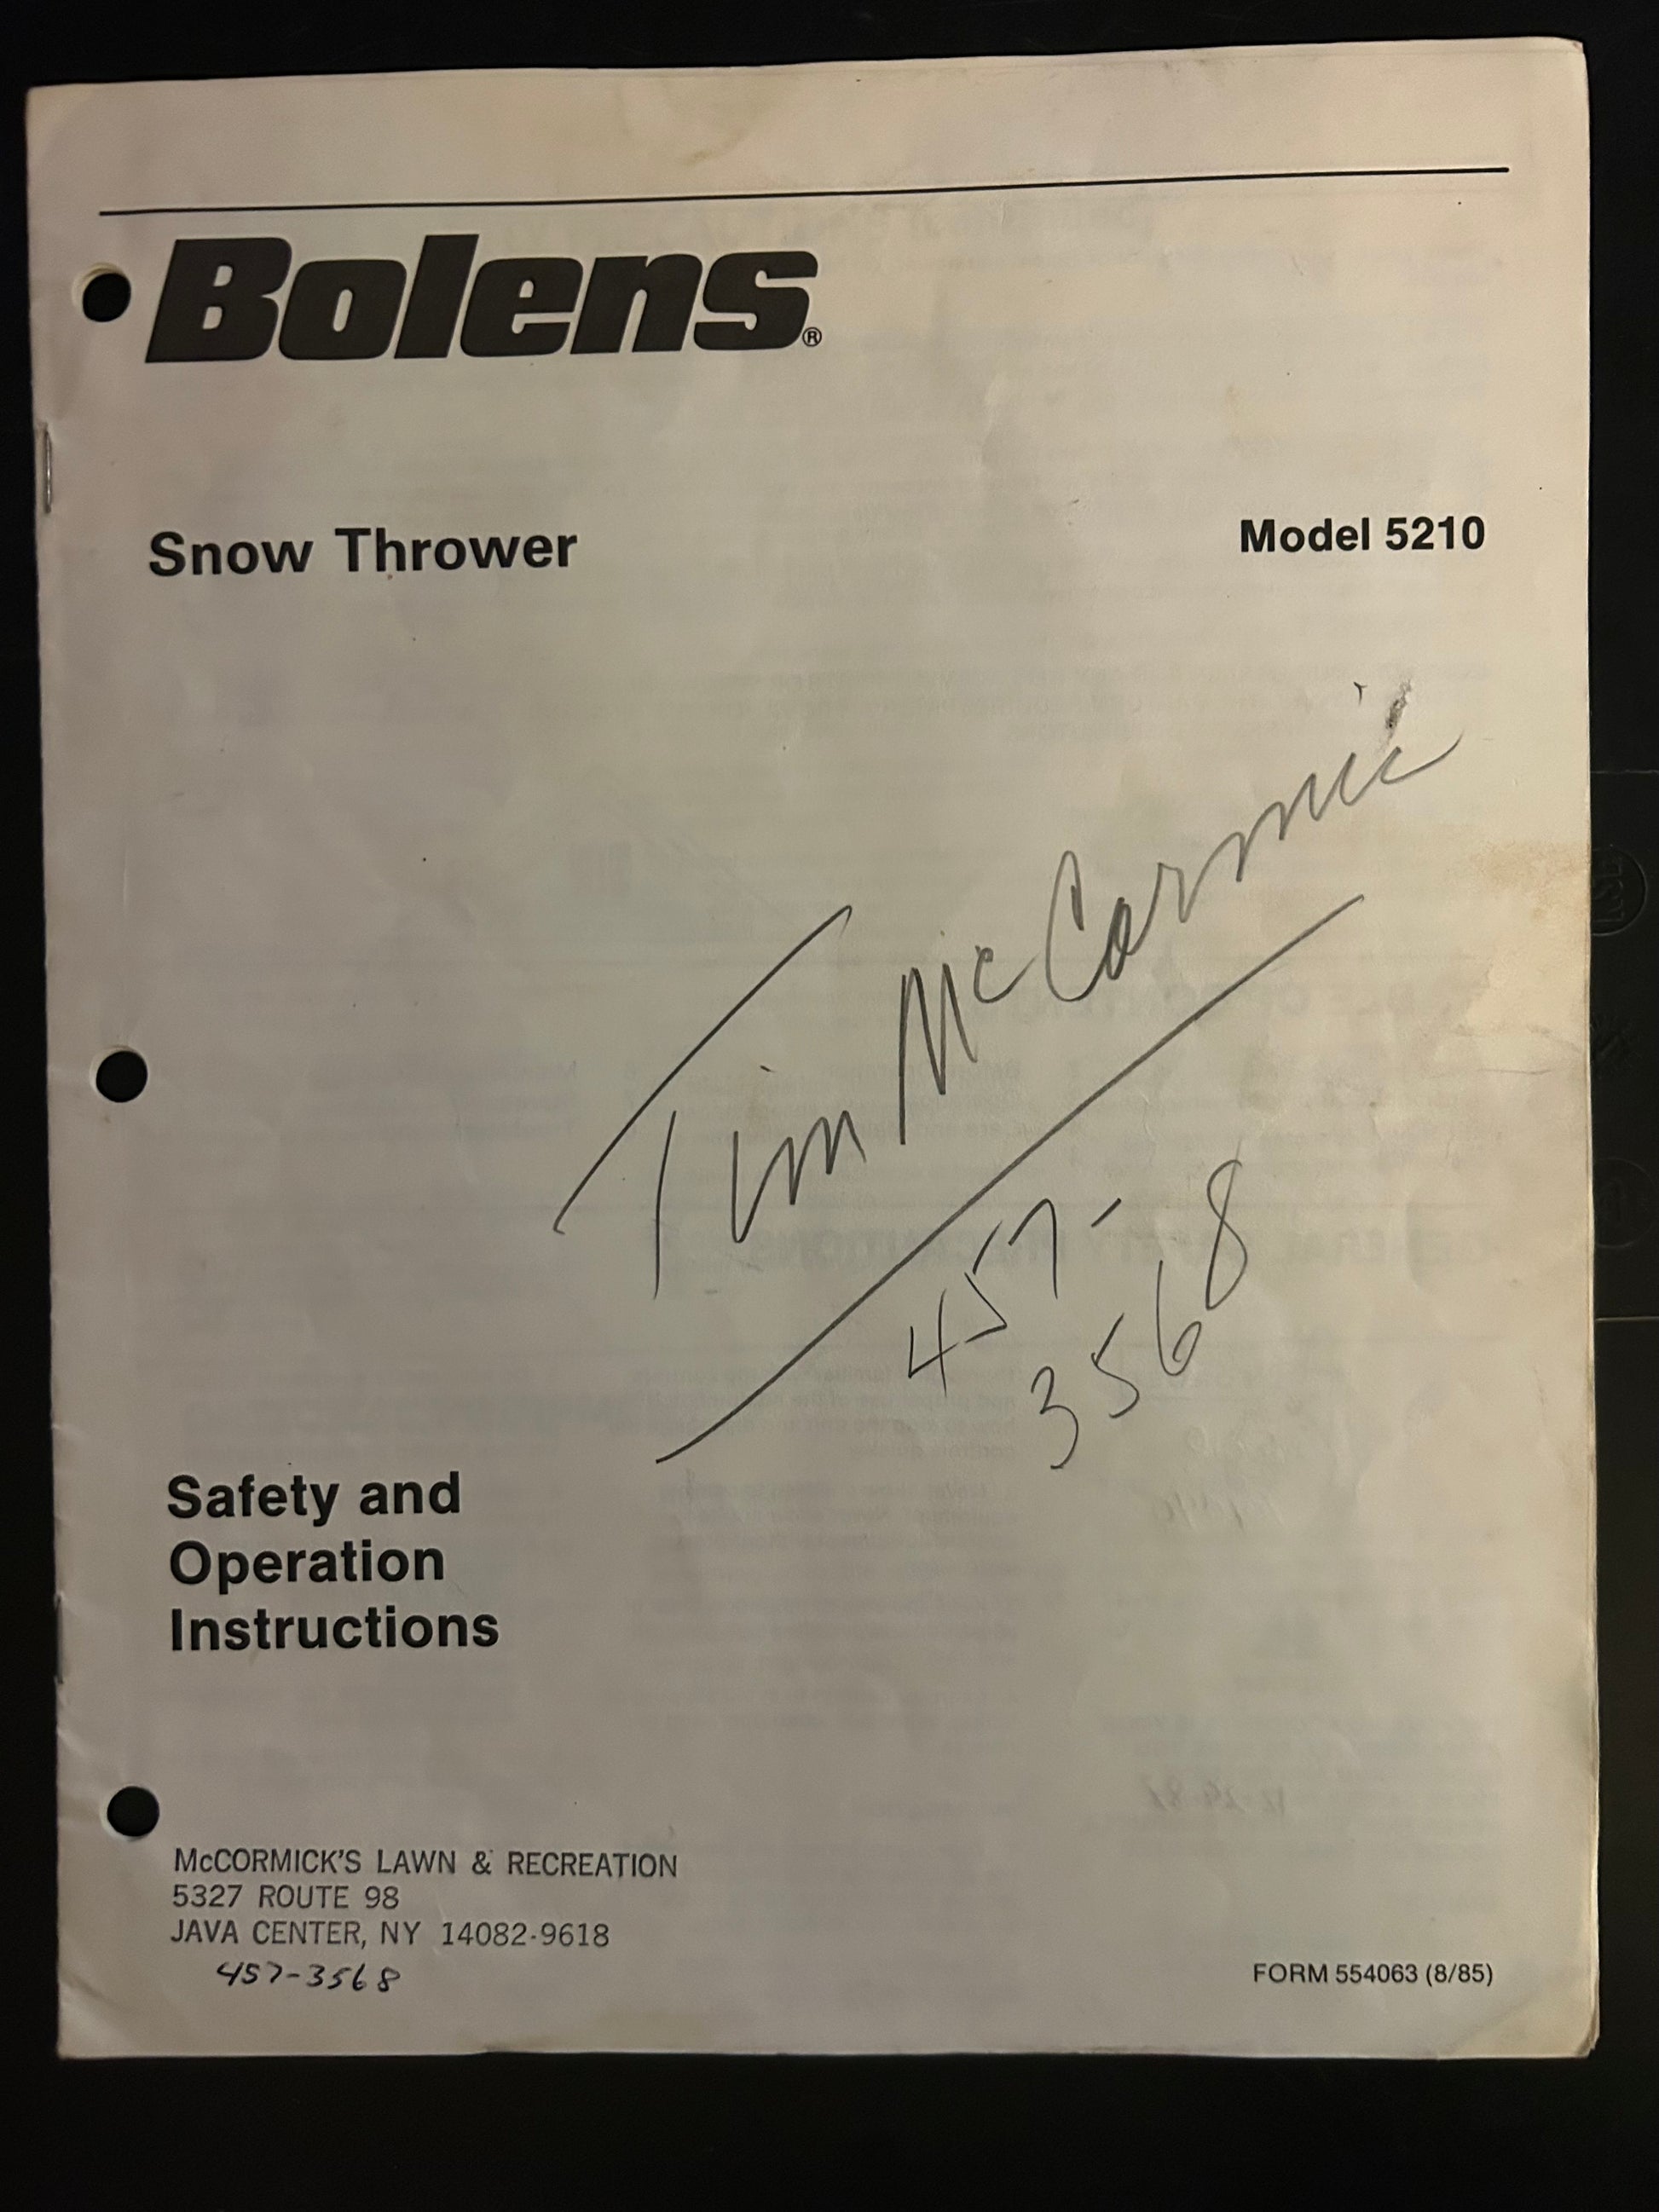 Bolens®
Snow Thrower
Model 5210
Tim McCormic
457-
3568
Safety and
Operation
Instructions
McCORMICK'S LAWN & RECREATION
5327 ROUTE 98
JAVA CENTER, NY 14082-9618
457-3568
FORM 554063 (8/85)